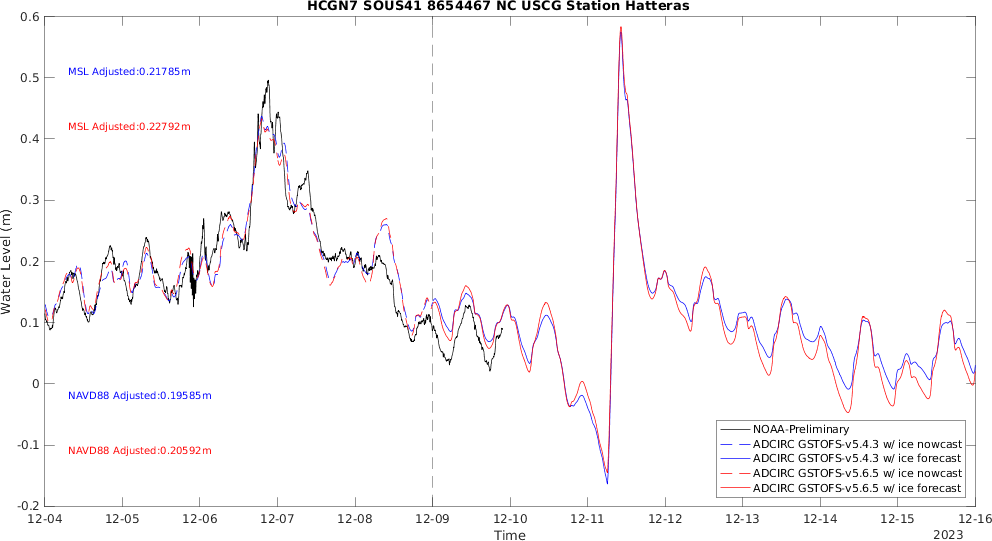 HCGN7 SOUS41 8654467 NC USCG Station Hatteras
0.6
0.5
0.4
0.3
0.2
0.1
0
-0.1
-0.2
Water Level (m)
MSL Adjusted:0.21785m
MSL Adjusted:0.22792m
NAVD88 Adjusted:0.19585m
NAVD88 Adjusted:0.20592m
NOAA-Preliminary
ADCIRC GSTOFS-v5.4.3 w/ ice nowcast
ADCIRC GSTOFS-v5.4.3 w/ ice forecast
ADCIRC GSTOFS-v5.6.5 w/ ice nowcast
ADCIRC GSTOFS-v5.6.5 w/ ice forecast
12-04 12-05 12-06 12-07 12-08 12-09 12-10 12-11 12-12 12-13 12-14 12-15 12-16
Time
2023